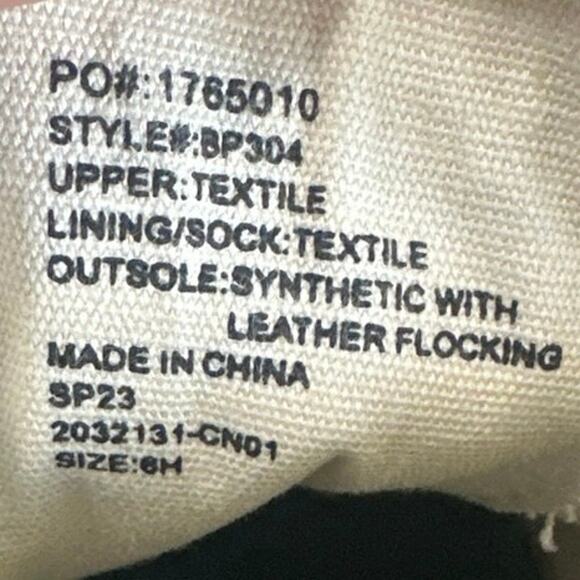 PO#:1765010
STYLE#:BP304
UPPER:TEXTILE
LINING/SOCK:TEXTILE
OUTSOLE:SYNTHETIC WITH
LEATHER FLOCKING
MADE IN CHINA
SP23
2032131-CN01
SIZE:6H